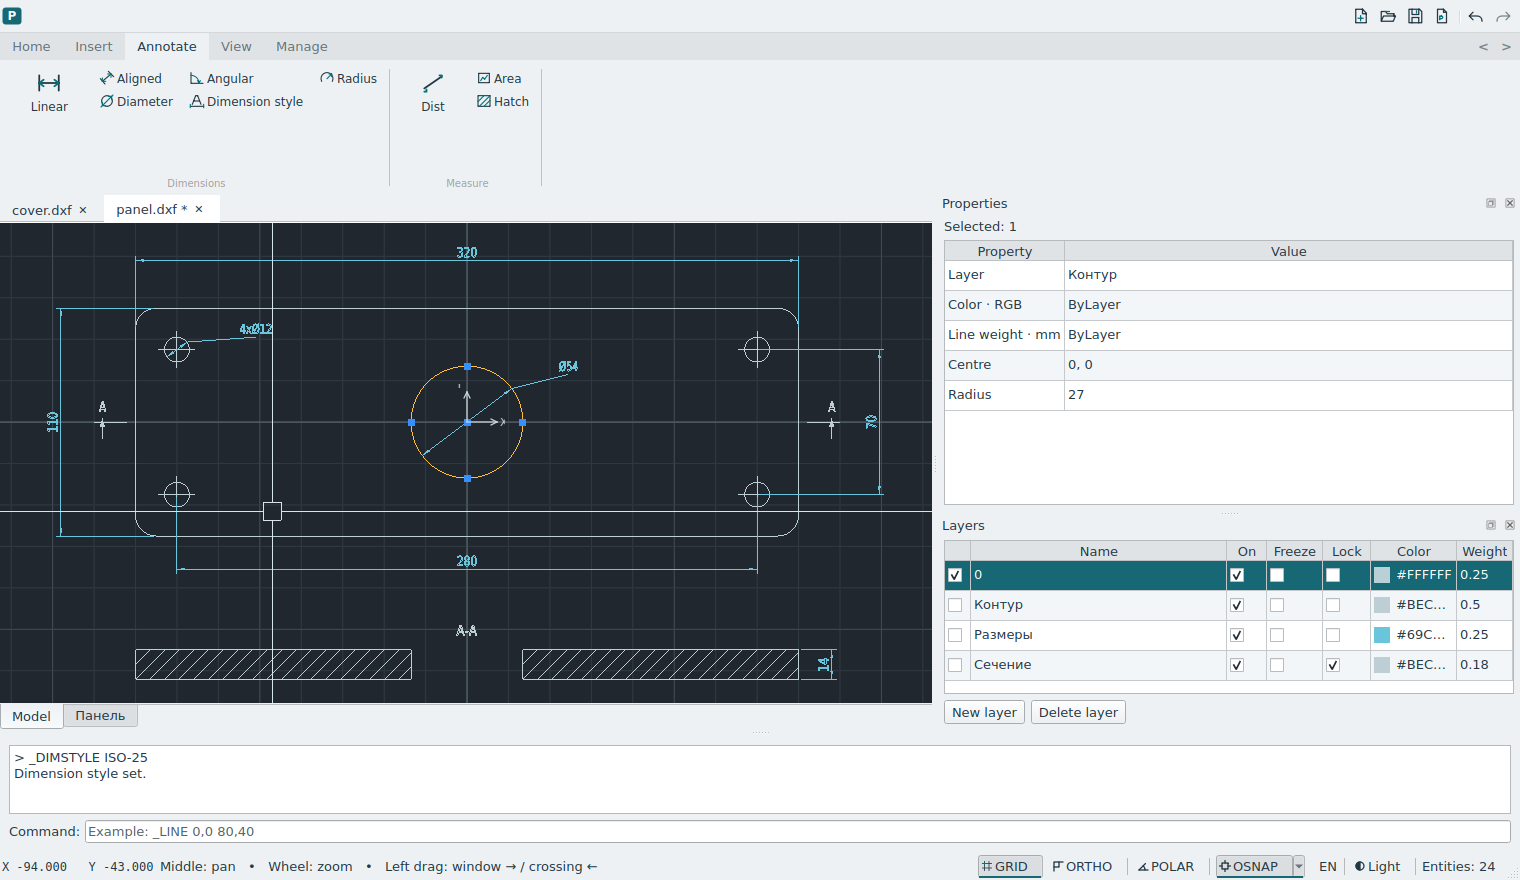 P
Home Insert Annotate View Manage < >
Linear
Aligned
Diameter
Angular
Dimension style
Radius
Dimensions
Dist
Area
Hatch
Measure
cover.dxf ×
panel.dxf * ×
320
4xØ12
Ø54
110
A
A
70
X
280
A-A
14
Model
Панель
Properties
Selected: 1
Property Value
Layer Контур
Color · RGB ByLayer
Line weight · mm ByLayer
Centre 0, 0
Radius 27
Layers
Name On Freeze Lock Color Weight
0 #FFFFFF 0.25
Контур #BEC... 0.5
Размеры #69C... 0.25
Сечение #BEC... 0.18
New layer Delete layer
> _DIMSTYLE ISO-25
Dimension style set.
Command: Example: _LINE 0,0 80,40
X -94.000 Y -43.000 Middle: pan • Wheel: zoom • Left drag: window → / crossing ← GRID ORTHO POLAR OSNAP EN Light Entities: 24